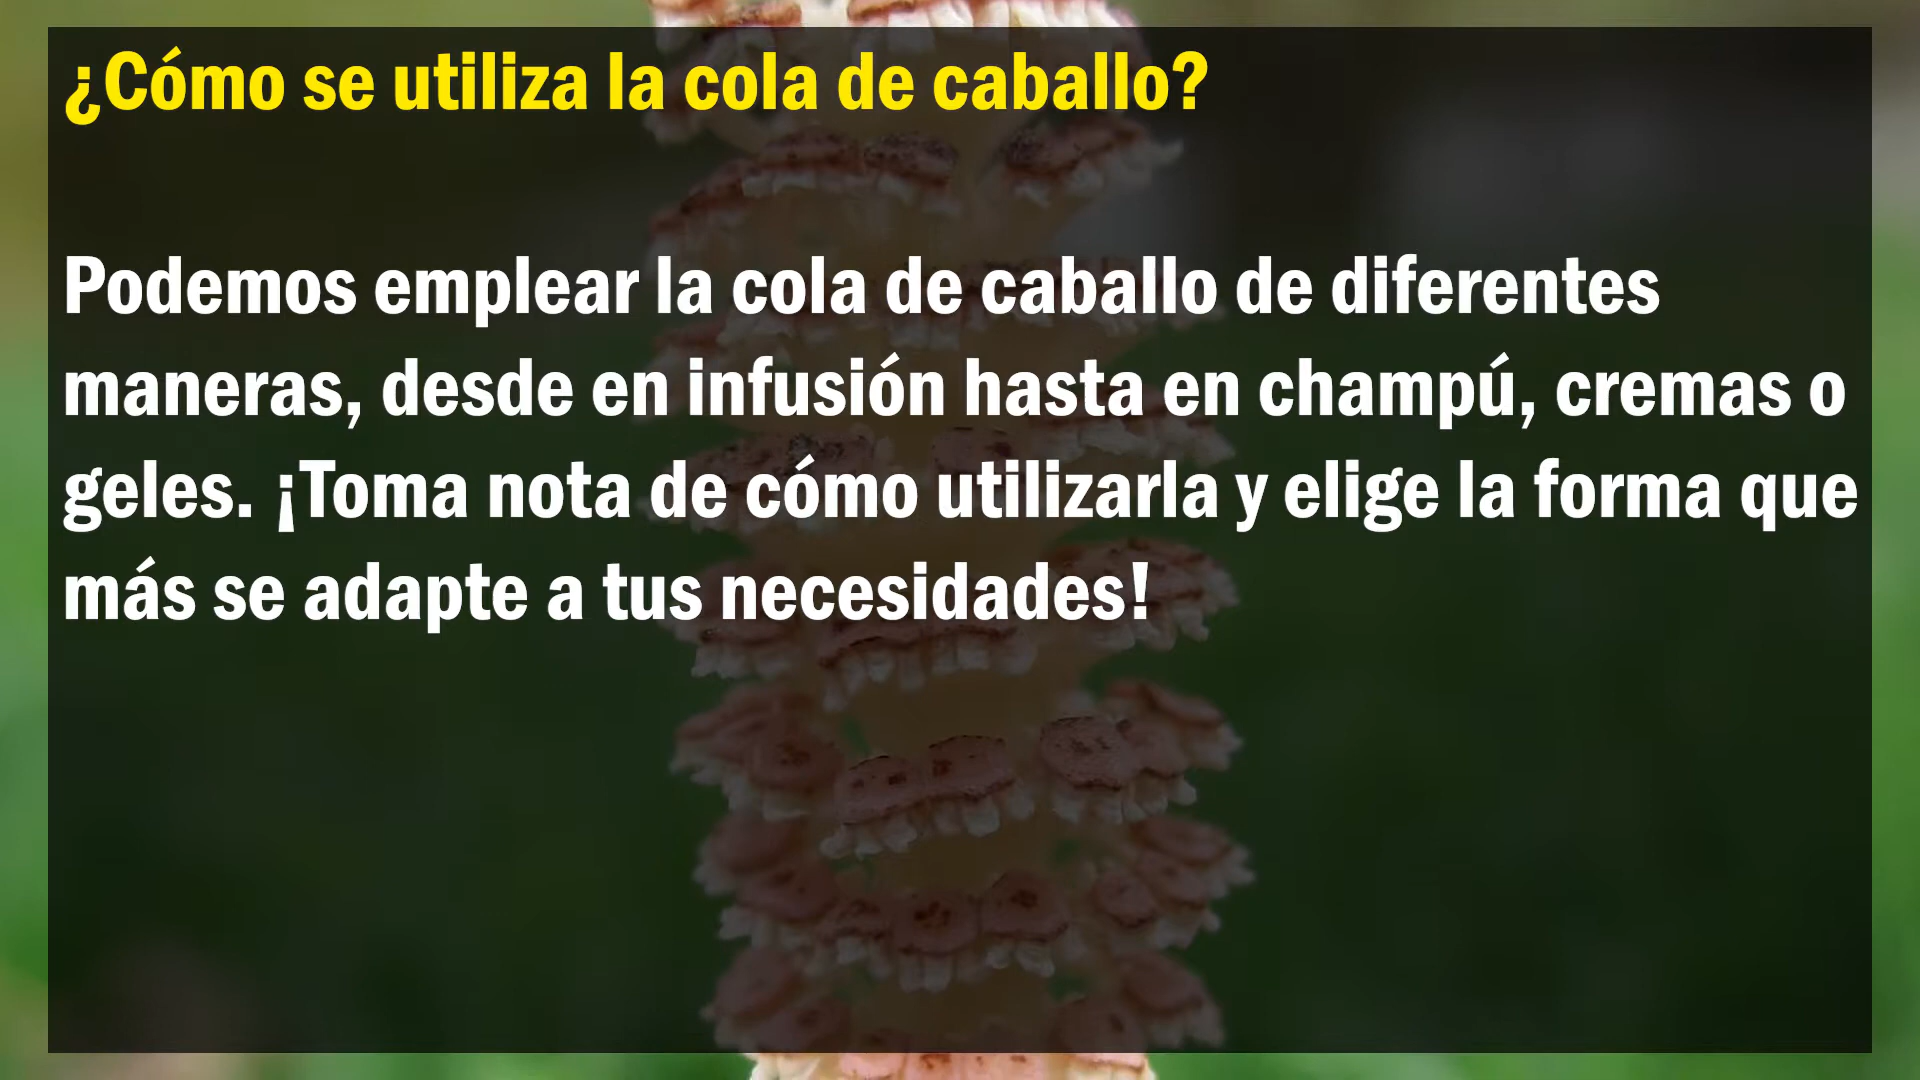 ¿Cómo se utiliza la cola de caballo?
Podemos emplear la cola de caballo de diferentes
maneras, desde en infusión hasta en champú, cremas o
geles. ¡Toma nota de cómo utilizarla y elige la forma que
más se adapte a tus necesidades!